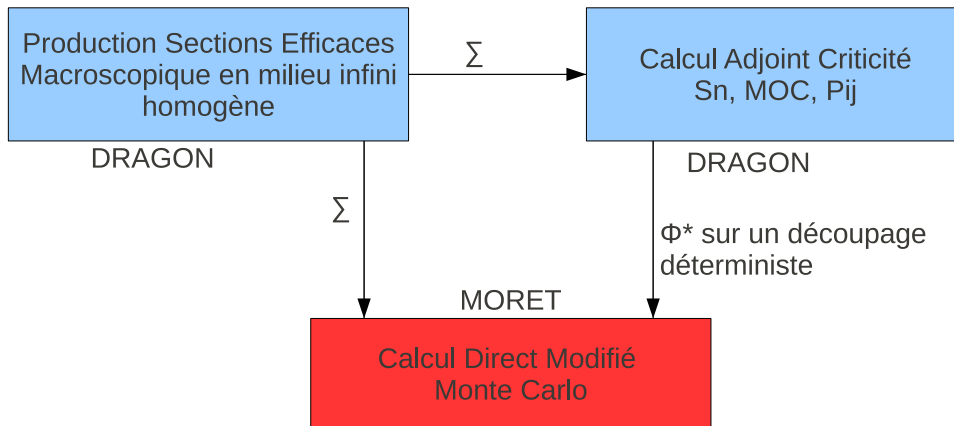 Production Sections Efficaces
Macroscopique en milieu infini
homogène
∑
Calcul Adjoint Criticité
Sn, MOC, Pij
DRAGON
DRAGON
∑
Φ* sur un découpage
déterministe
MORET
Calcul Direct Modifié
Monte Carlo